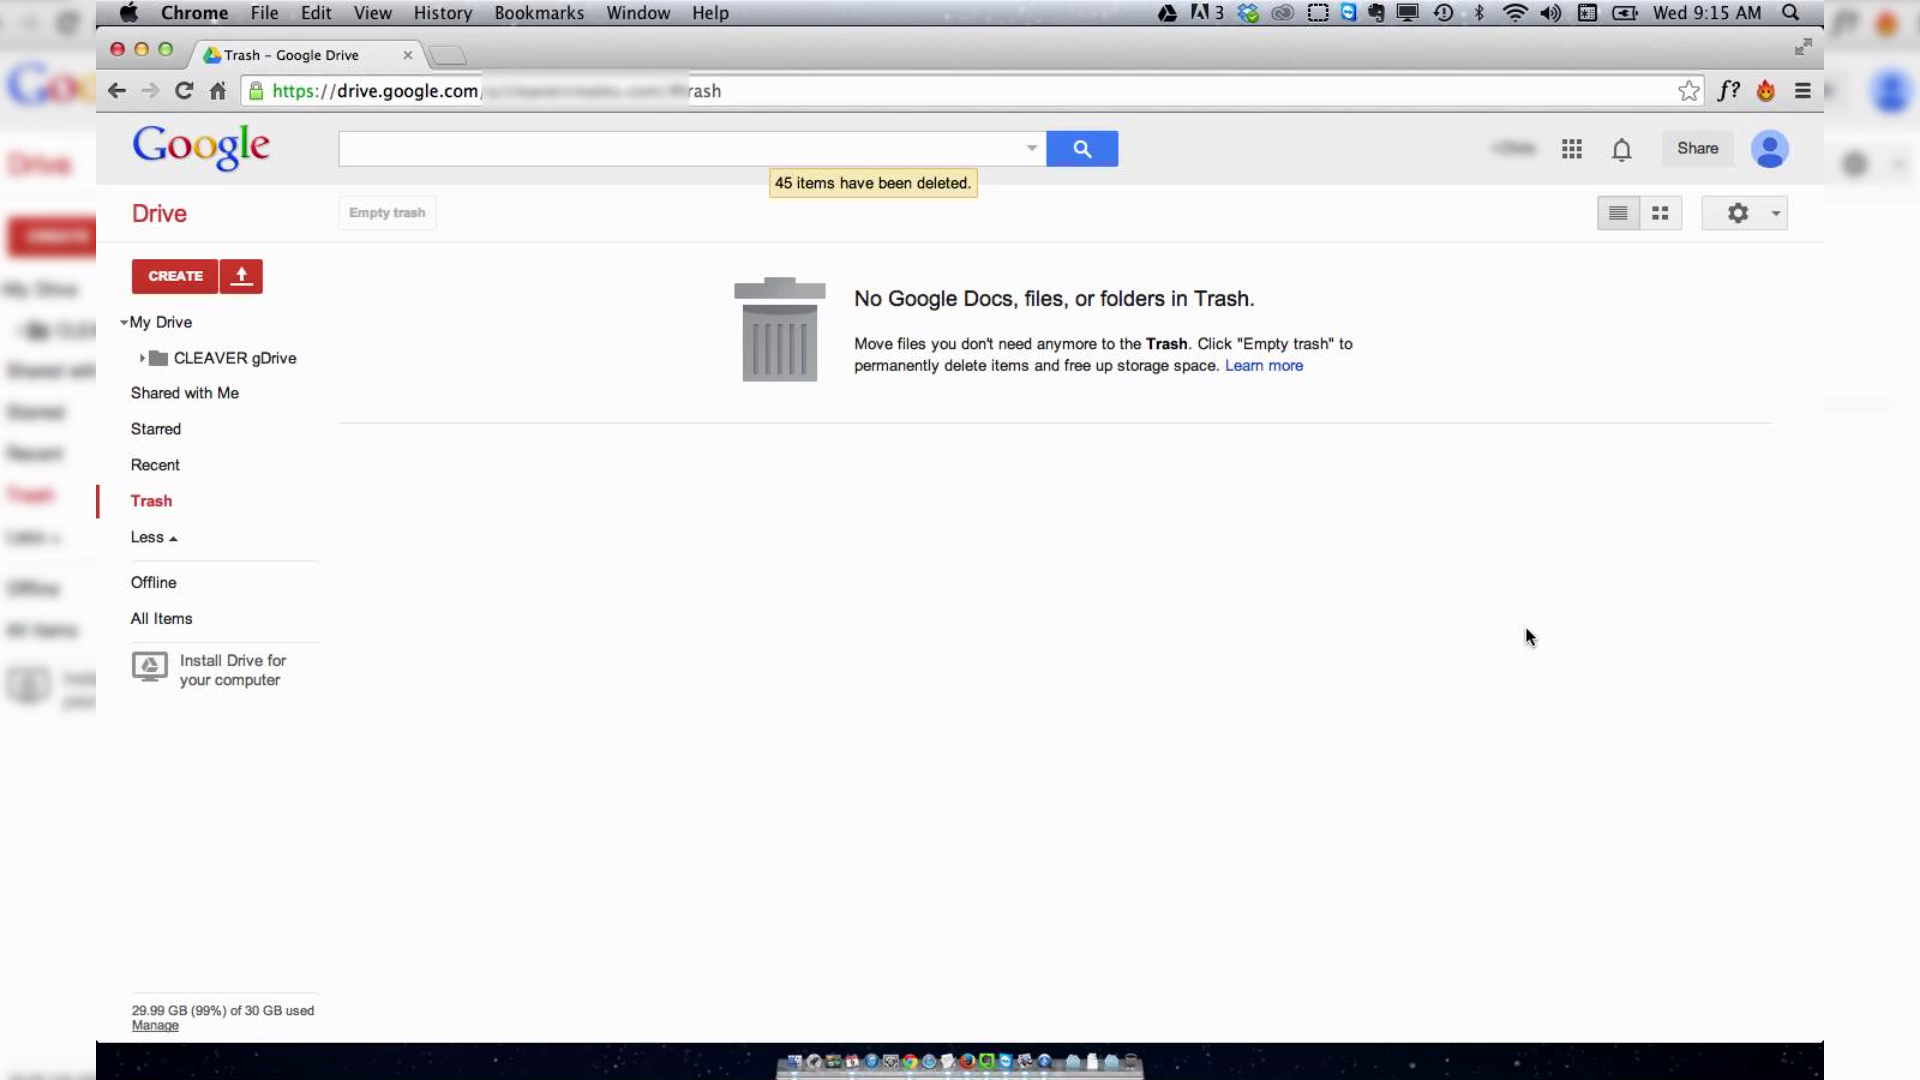 Chrome File Edit View History Bookmarks Window Help
3
Wed 9:15 AM
Trash - Google Drive
https://drive.google.com/
rash
f?
Google
Share
45 items have been deleted.
Drive
Empty trash
CREATE
My Drive
CLEAVER gDrive
Shared with Me
Starred
Recent
Trash
Less
Offline
All Items
Install Drive for
your computer
No Google Docs, files, or folders in Trash.
Move files you don't need anymore to the Trash. Click "Empty trash" to
permanently delete items and free up storage space. Learn more
29.99 GB (99%) of 30 GB used
Manage